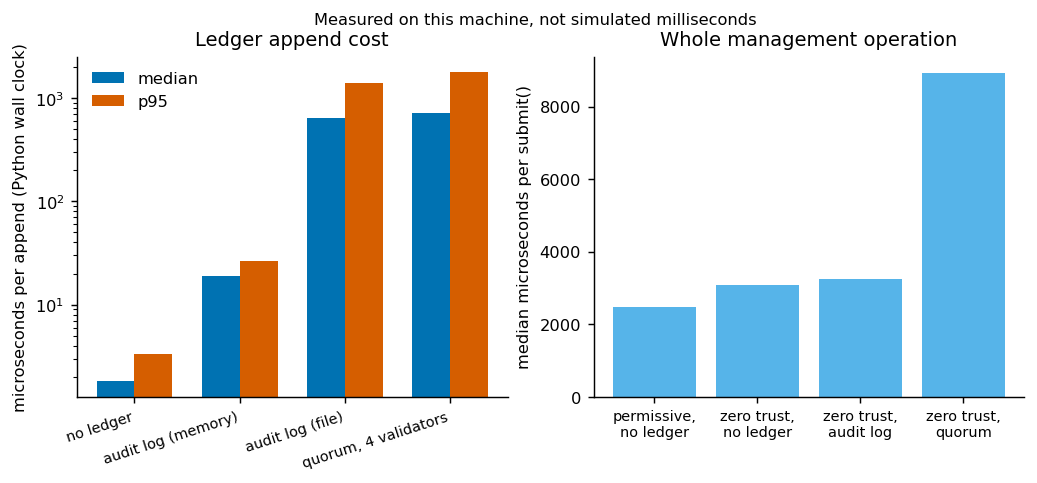 Measured on this machine, not simulated milliseconds
Ledger append cost
microseconds per append (Python wall clock)
10³
10²
10¹
median
p95
no ledger
audit log (memory)
audit log (file)
quorum, 4 validators
Whole management operation
median microseconds per submit()
8000
6000
4000
2000
0
permissive,
no ledger
zero trust,
no ledger
zero trust,
audit log
zero trust,
quorum